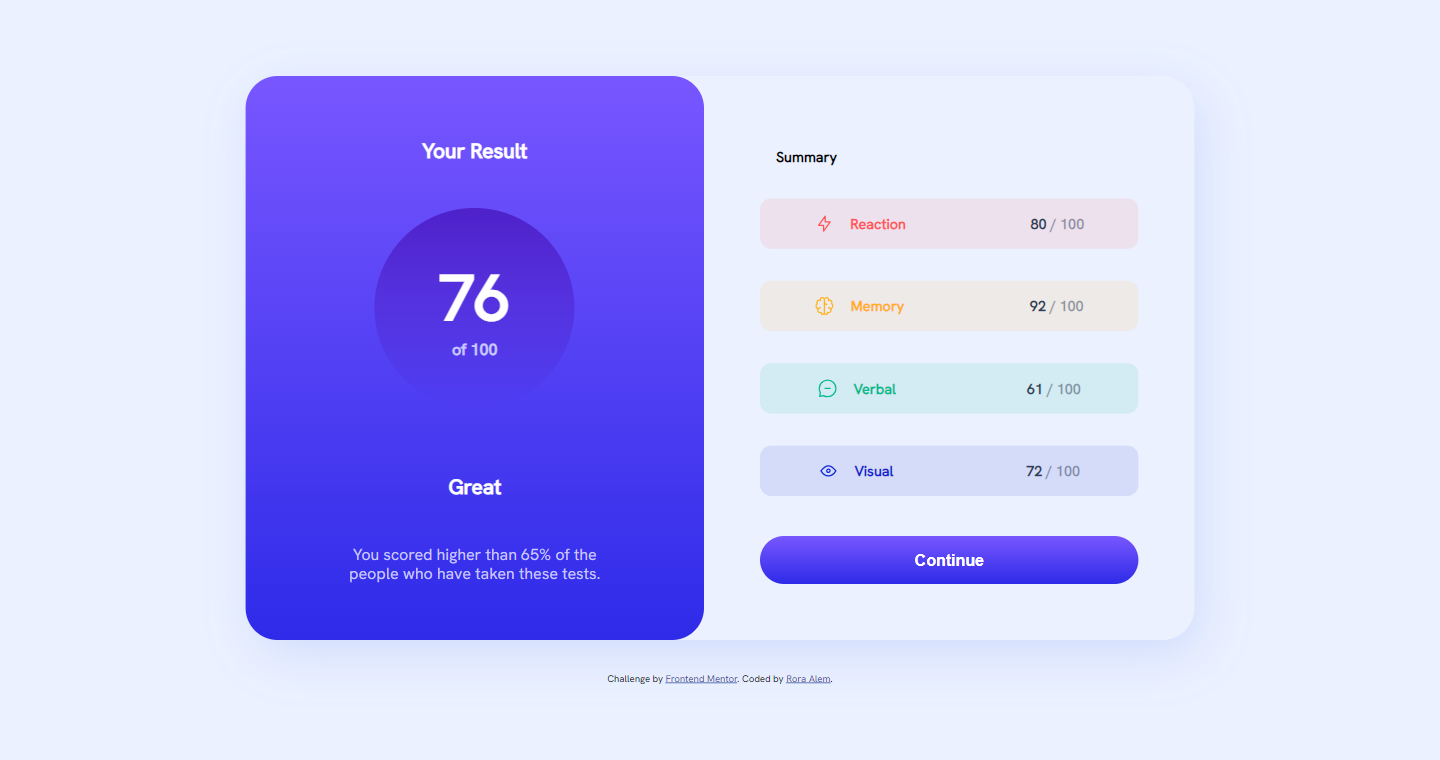 Your Result
76
of 100
Great
You scored higher than 65% of the
people who have taken these tests.
Summary
Reaction 80 / 100
Memory 92 / 100
Verbal 61 / 100
Visual 72 / 100
Continue
Challenge by Frontend Mentor. Coded by Rora Alem.